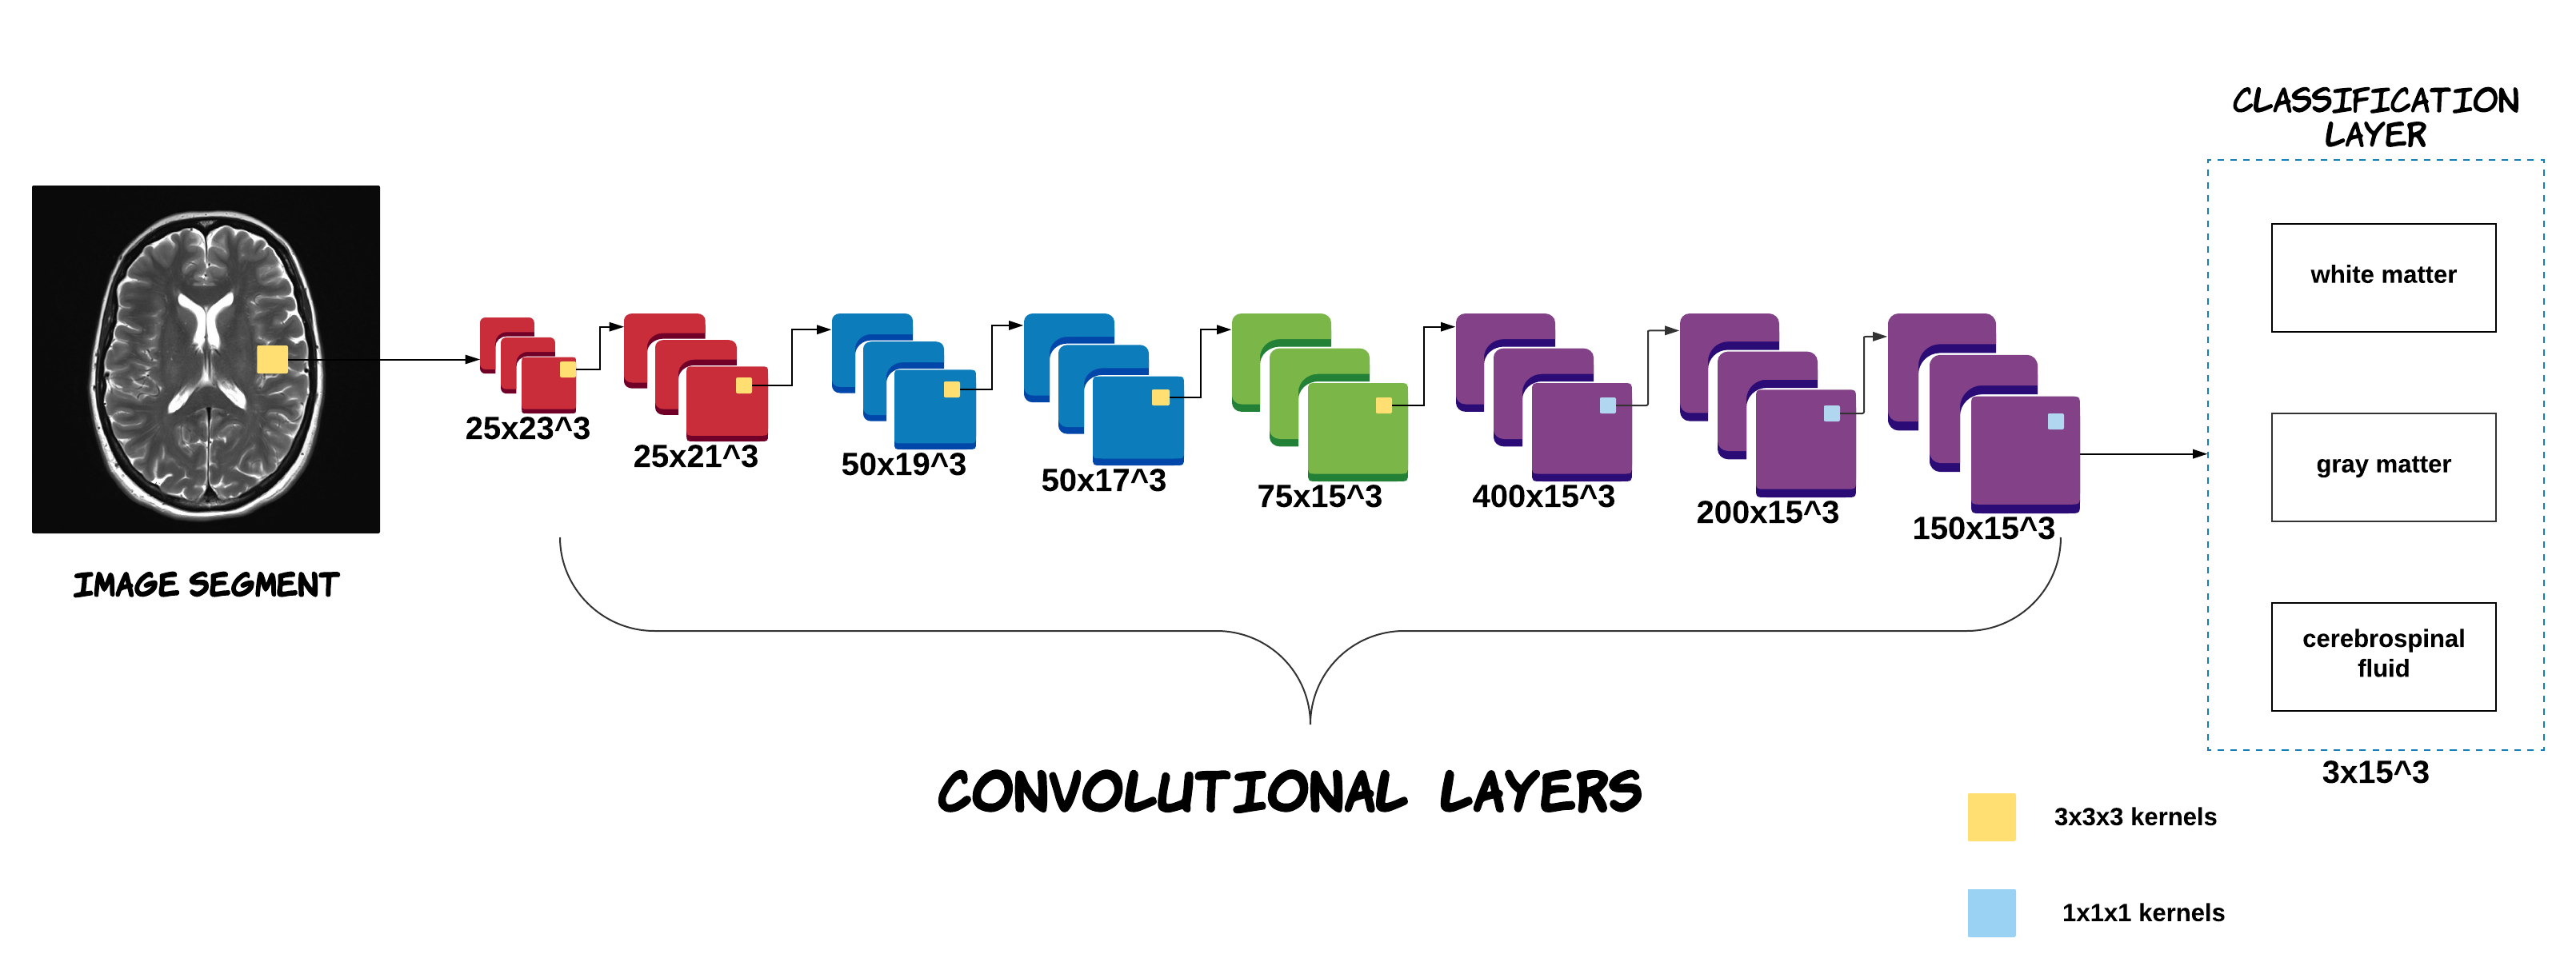 CLASSIFICATION
LAYER
white matter
gray matter
cerebrospinal
fluid
3x15^3
25x23^3
25x21^3
50x19^3
50x17^3
75x15^3
400x15^3
200x15^3
150x15^3
IMAGE SEGMENT
CONVOLUTIONAL LAYERS
3x3x3 kernels
1x1x1 kernels